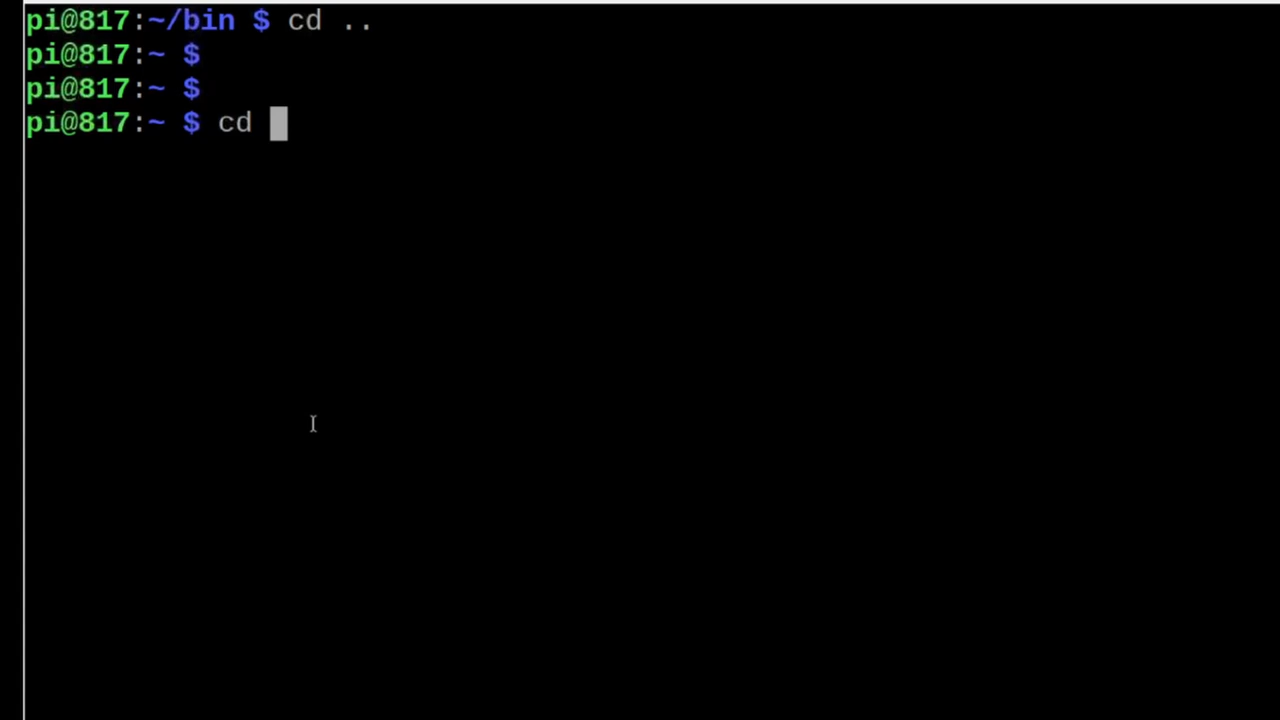 pi@817:~/bin $ cd ..
pi@817:~ $
pi@817:~ $
pi@817:~ $ cd